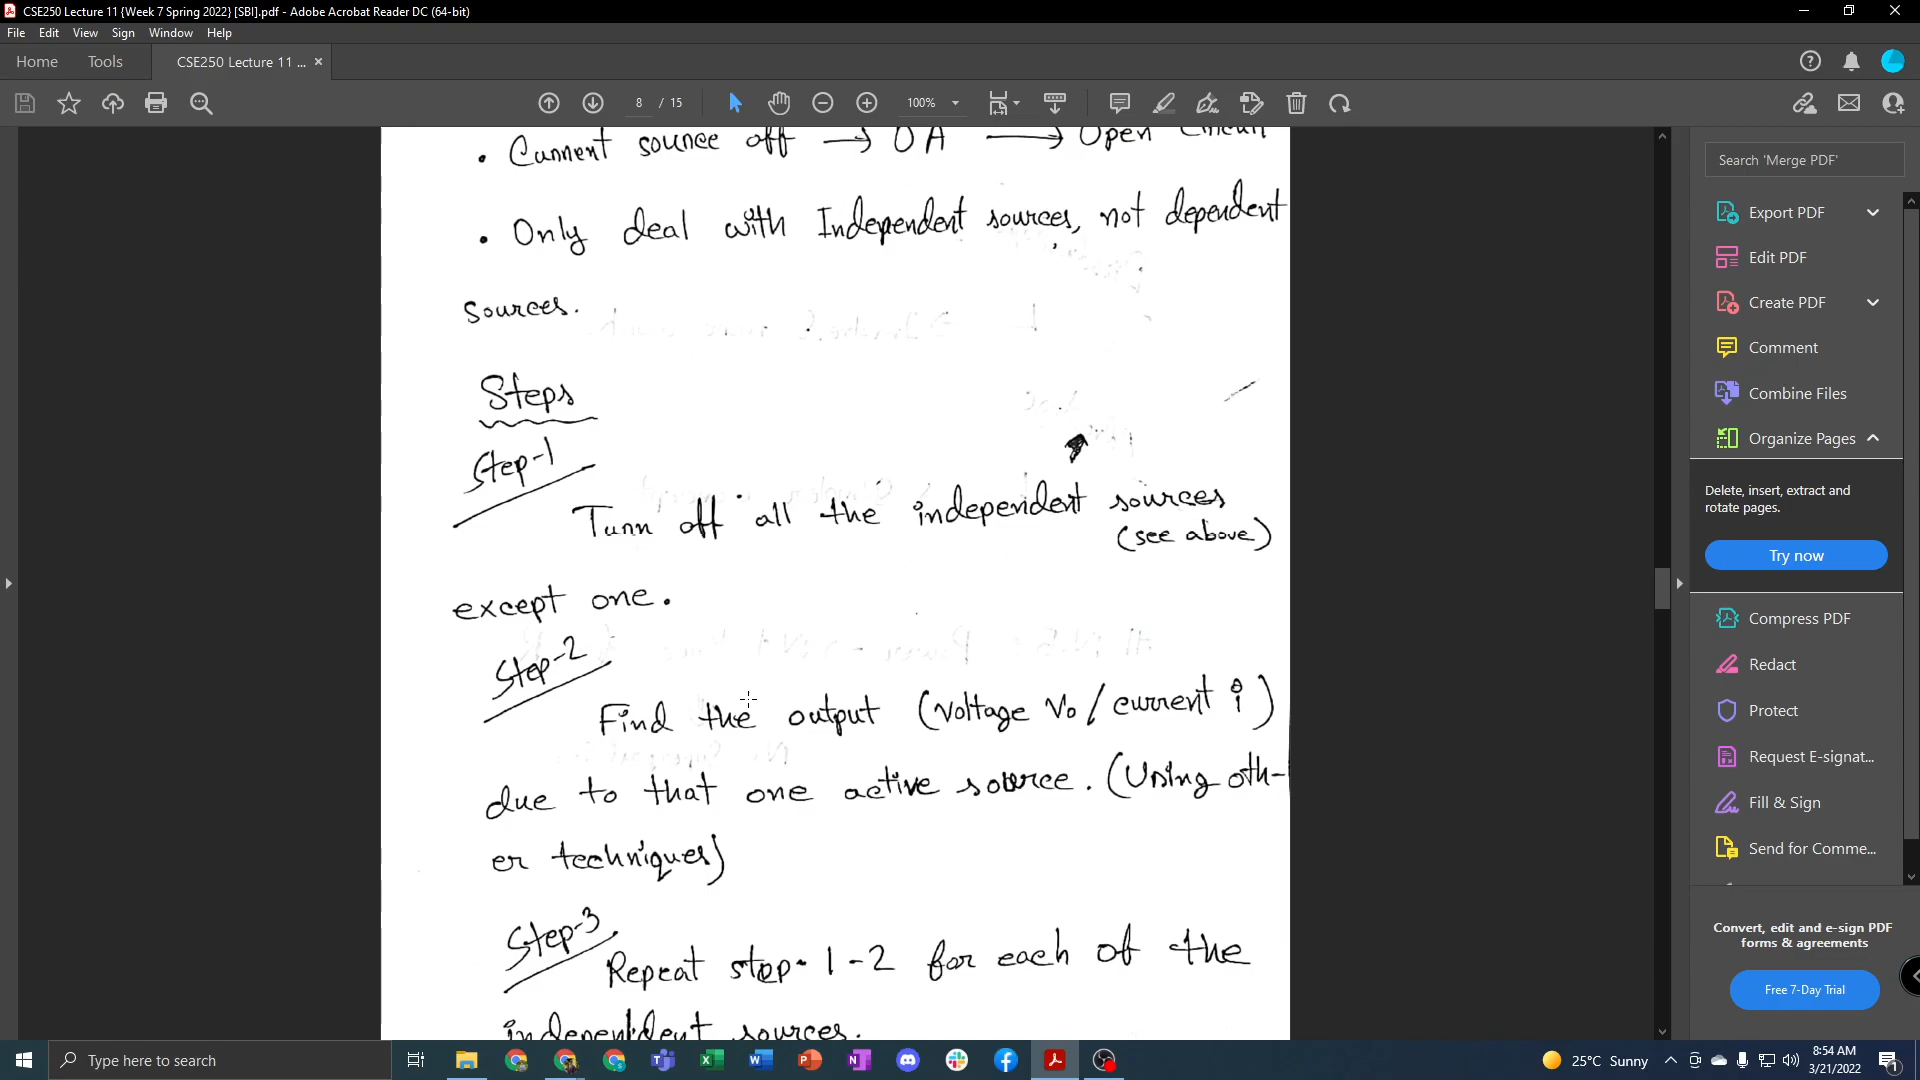 CSE250 Lecture 11 {Week 7 Spring 2022} [SBI].pdf - Adobe Acrobat Reader DC (64-bit)
File Edit View Sign Window Help
Home Tools CSE250 Lecture 11 ... ×
8 / 15 100%
• Current source off → 0 A → Open Circuit
• Only deal with Independent sources, not dependent
sources.
Steps
Step-1
Turn off all the independent sources
(see above)
except one.
Step-2
Find the output (voltage Vo/current i)
due to that one active source. (Using oth-
er techniques)
Step-3
Repeat step-1-2 for each of the
independent sources.
Search 'Merge PDF'
Export PDF
Edit PDF
Create PDF
Comment
Combine Files
Organize Pages
Delete, insert, extract and
rotate pages.
Try now
Compress PDF
Redact
Protect
Request E-signat...
Fill & Sign
Send for Comme...
Convert, edit and e-sign PDF
forms & agreements
Free 7-Day Trial
Type here to search
25°C Sunny
8:54 AM
3/21/2022
1